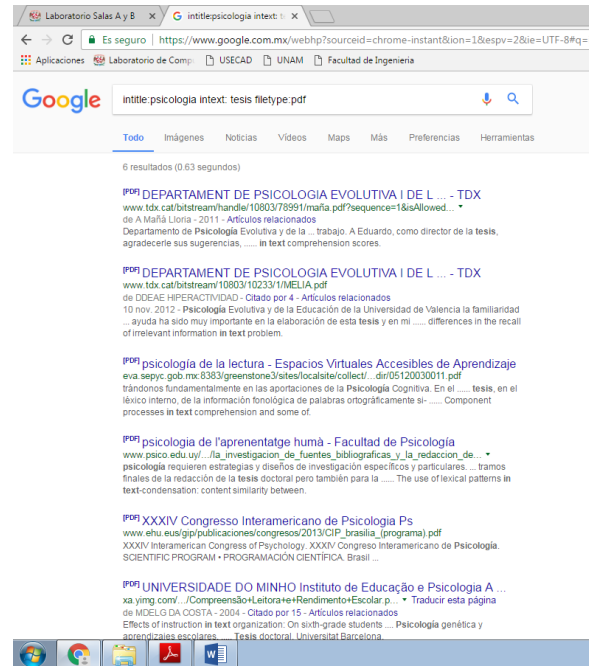 Laboratorio Salas A y B
intitle:psicologia intext: t
Es seguro | https://www.google.com.mx/webhp?sourceid=chrome-instant&ion=1&espv=2&ie=UTF-8#q=
Aplicaciones Laboratorio de Comp USECAD UNAM Facultad de Ingenieria
Google intitle:psicologia intext: tesis filetype:pdf
Todo Imágenes Noticias Vídeos Maps Más Preferencias Herramientas
6 resultados (0.63 segundos)
[PDF] DEPARTAMENT DE PSICOLOGIA EVOLUTIVA I DE L ... - TDX
www.tdx.cat/bitstream/handle/10803/78991/maña.pdf?sequence=1&isAllowed...
de A Mañá Lloria - 2011 - Artículos relacionados
Departamento de Psicología Evolutiva y de la ... trabajo. A Eduardo, como director de la tesis,
agradecerle sus sugerencias, ...... in text comprehension scores.
[PDF] DEPARTAMENT DE PSICOLOGIA EVOLUTIVA I DE L ... - TDX
www.tdx.cat/bitstream/10803/10233/1/MELIA.pdf
de DDEAE HIPERACTIVIDAD - Citado por 4 - Artículos relacionados
10 nov. 2012 - Psicología Evolutiva y de la Educación de la Universidad de Valencia la familiaridad
... ayuda ha sido muy importante en la elaboración de esta tesis y en mi ...... differences in the recall
of irrelevant information in text problem.
[PDF] psicología de la lectura - Espacios Virtuales Accesibles de Aprendizaje
eva.sepyc.gob.mx:8383/greenstone3/sites/localsite/collect/...dir/05120030011.pdf
trándonos fundamentalmente en las aportaciones de la Psicología Cognitiva. En el ...... tesis, en el
léxico interno, de la información fonológica de palabras ortográficamente si- ...... Component
processes in text comprehension and some of.
[PDF] psicologia de l'aprenentatge humà - Facultad de Psicología
www.psico.edu.uy/.../la_investigacion_de_fuentes_bibliograficas_y_la_redaccion_de...
psicología requieren estrategias y diseños de investigación específicos y particulares. ... tramos
finales de la redacción de la tesis doctoral pero también para la ...... The use of lexical patterns in
text-condensation: content similarity between.
[PDF] XXXIV Congresso Interamericano de Psicologia Ps
www.ehu.eus/gip/publicaciones/congresos/2013/CIP_brasilia_(programa).pdf
XXXIV Interamerican Congress of Psychology. XXXIV Congreso Interamericano de Psicología.
SCIENTIFIC PROGRAM • PROGRAMACIÓN CIENTÍFICA. Brasil ...
[PDF] UNIVERSIDADE DO MINHO Instituto de Educação e Psicologia A ...
xa.yimg.com/.../Compreensão+Leitora+e+Rendimento+Escolar.p... Traducir esta página
de MDELG DA COSTA - 2004 - Citado por 15 - Artículos relacionados
Effects of instruction in text organization: On sixth-grade students .... Psicología genética y
aprendizajes escolares. ..... Tesis doctoral. Universitat Barcelona.